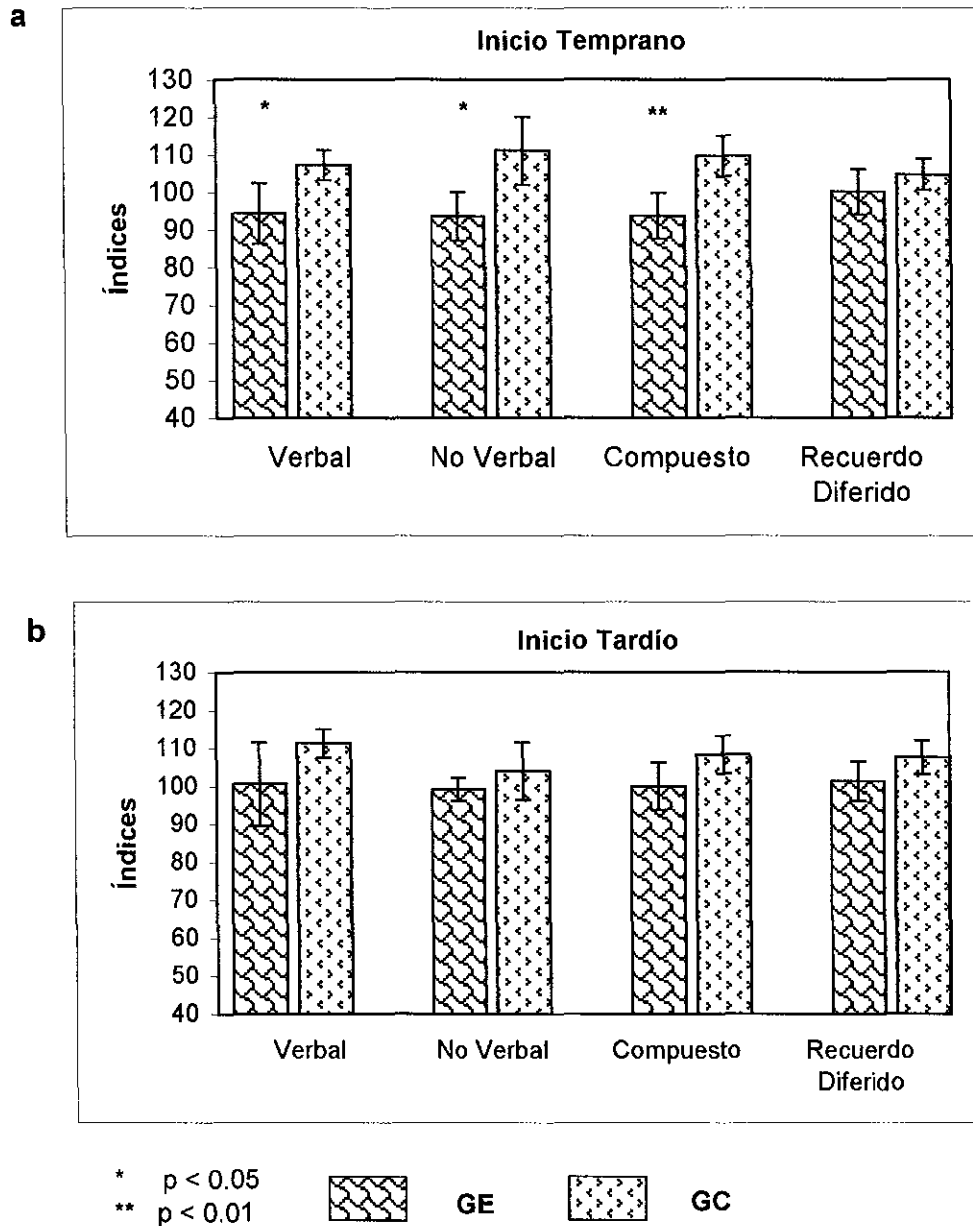 a
Inicio Temprano
130
120
110
100
90
80
70
60
50
40
Índices
Verbal
No Verbal
Compuesto
Recuerdo
Diferido
*
*
**
b
Inicio Tardío
130
120
110
100
90
80
70
60
50
40
Índices
Verbal
No Verbal
Compuesto
Recuerdo
Diferido
* p < 0.05
** p < 0.01
GE
GC